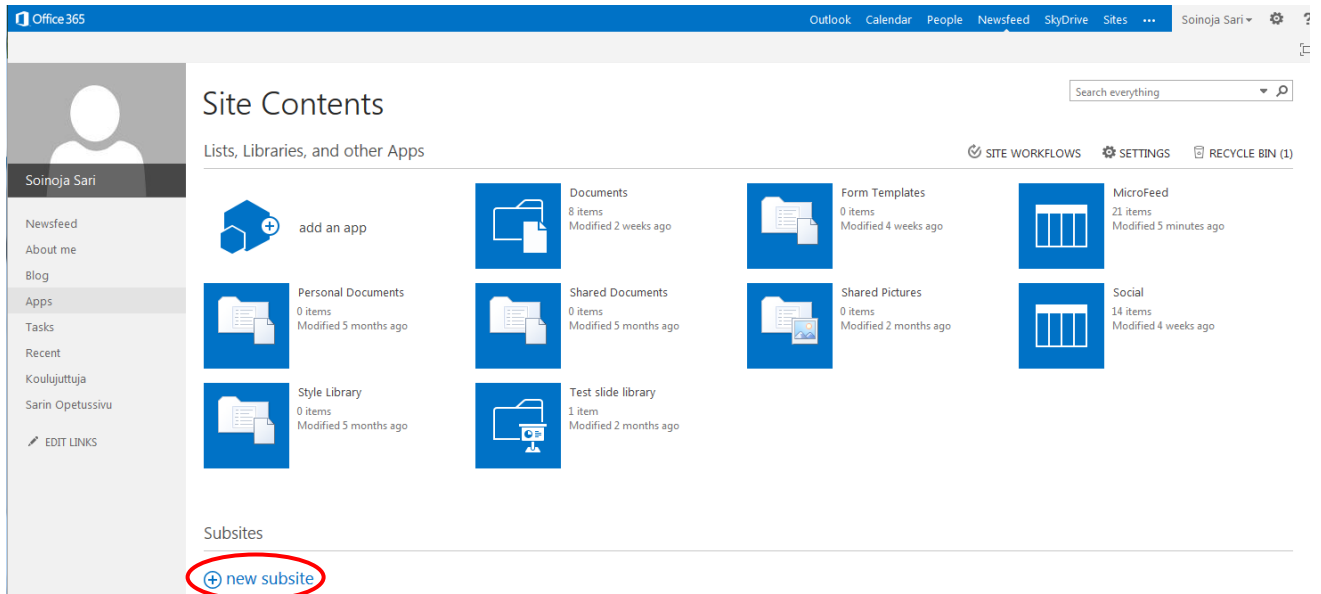 Office 365
Outlook Calendar People Newsfeed SkyDrive Sites ••• Soinoja Sari ?
Search everything
Site Contents
Lists, Libraries, and other Apps
SITE WORKFLOWS SETTINGS RECYCLE BIN (1)
Soinoja Sari
Newsfeed
About me
Blog
Apps
Tasks
Recent
Koulujuttuja
Sarin Opetussivu
EDIT LINKS
add an app
Documents
8 items
Modified 2 weeks ago
Form Templates
0 items
Modified 4 weeks ago
MicroFeed
21 items
Modified 5 minutes ago
Personal Documents
0 items
Modified 5 months ago
Shared Documents
0 items
Modified 5 months ago
Shared Pictures
0 items
Modified 2 months ago
Social
14 items
Modified 4 weeks ago
Style Library
0 items
Modified 5 months ago
Test slide library
1 item
Modified 2 months ago
Subsites
new subsite